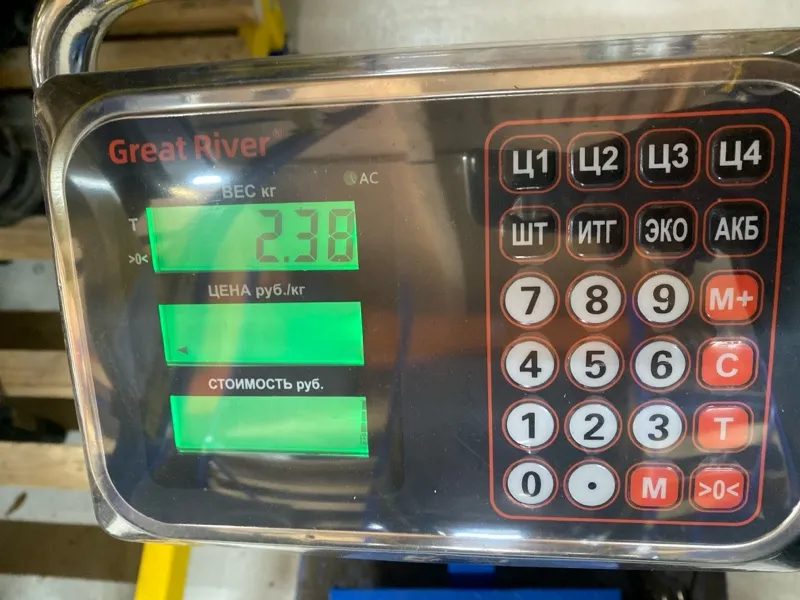 Great River
ВЕС кг
AC
T
>0<
2.38
ЦЕНА руб./кг
СТОИМОСТЬ руб.
Ц1 Ц2 Ц3 Ц4
ШТ ИТГ ЭКО АКБ
7 8 9 M+
4 5 6 C
1 2 3 T
0 . M >0<